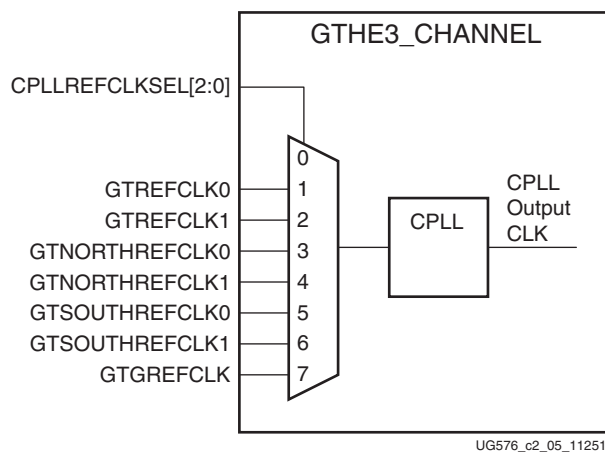 GTHE3_CHANNEL
CPLLREFCLKSEL[2:0]
0
GTREFCLK0 1
GTREFCLK1 2
GTNORTHREFCLK0 3
GTNORTHREFCLK1 4
GTSOUTHREFCLK0 5
GTSOUTHREFCLK1 6
GTGREFCLK 7
CPLL
CPLL
Output
CLK
UG576_c2_05_11251